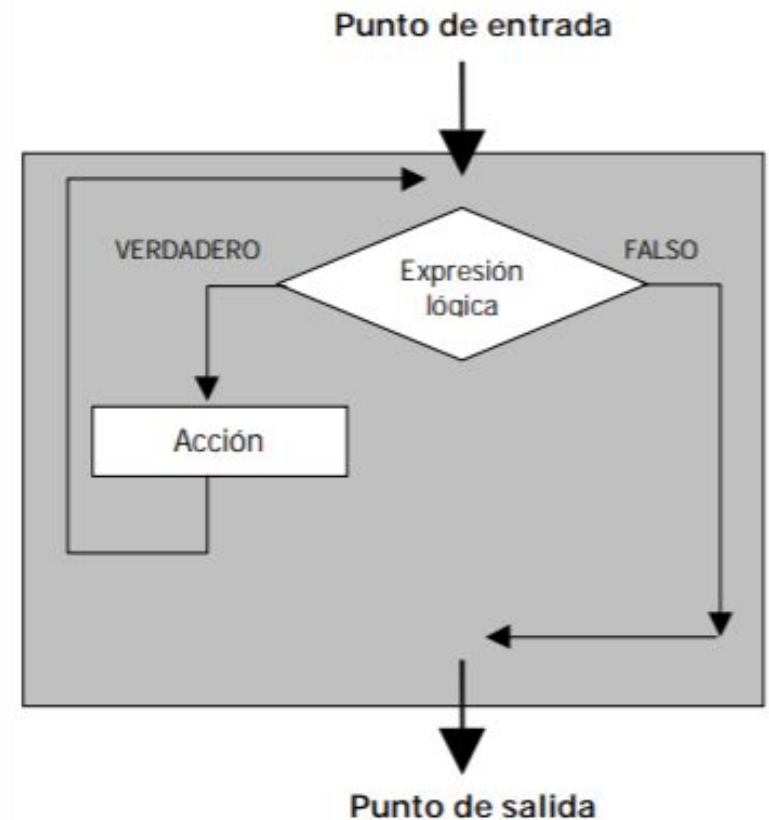 Punto de entrada
VERDADERO
FALSO
Expresión
lógica
Acción
Punto de salida